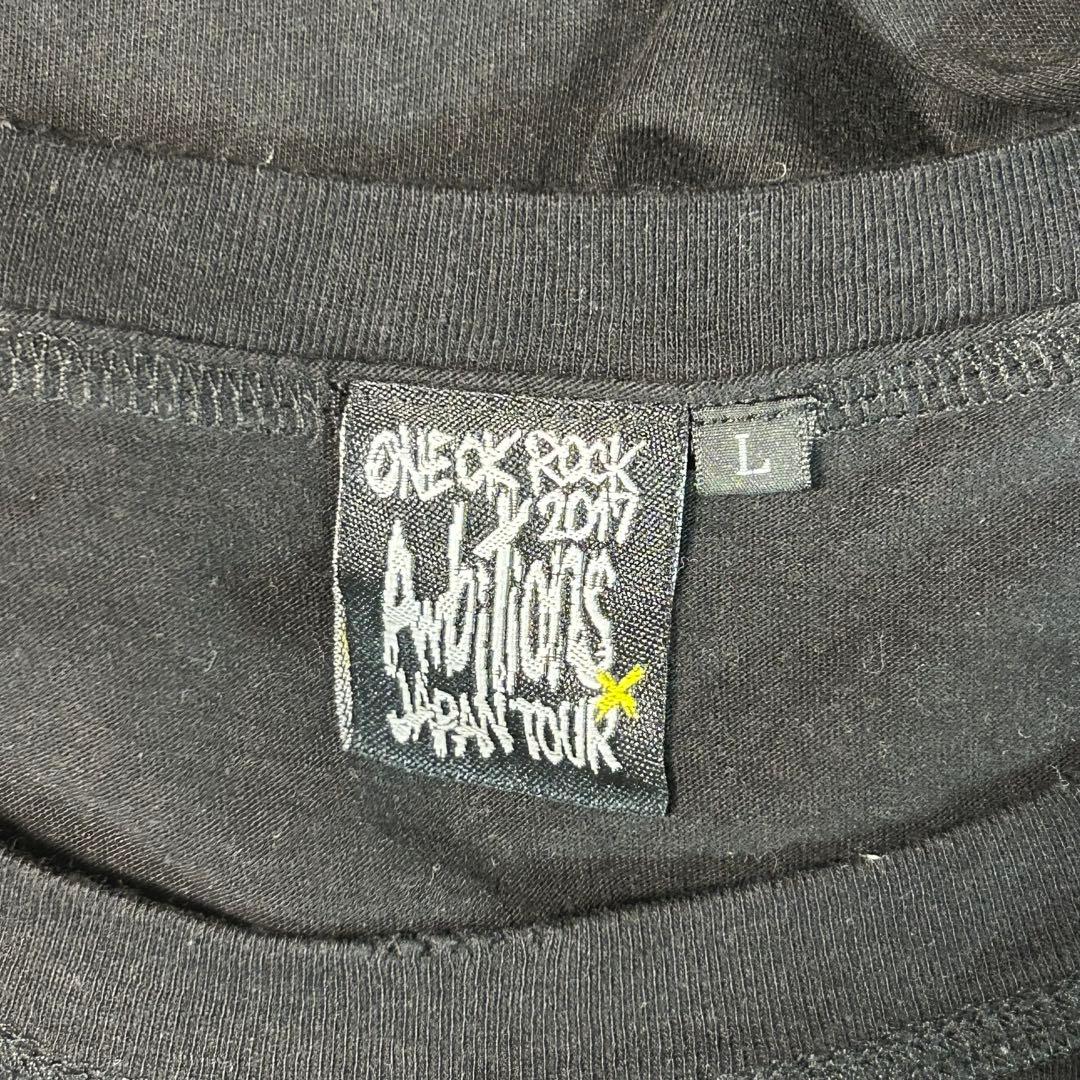 ONE OK ROCK
2017
Ambitions
JAPAN TOUR
L